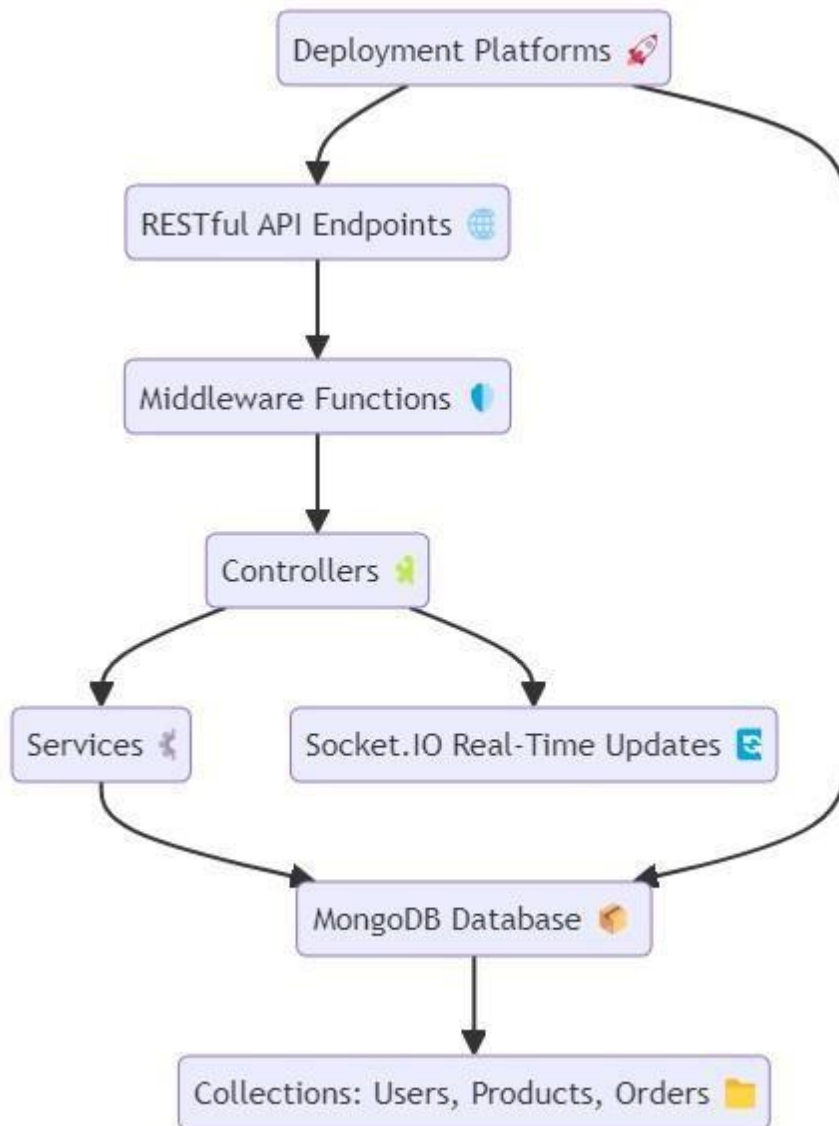 Deployment Platforms 🚀
RESTful API Endpoints 🌐
Middleware Functions 🛡
Controllers 🧩
Services ⚙
Socket.IO Real-Time Updates 🔄
MongoDB Database 📦
Collections: Users, Products, Orders 📁